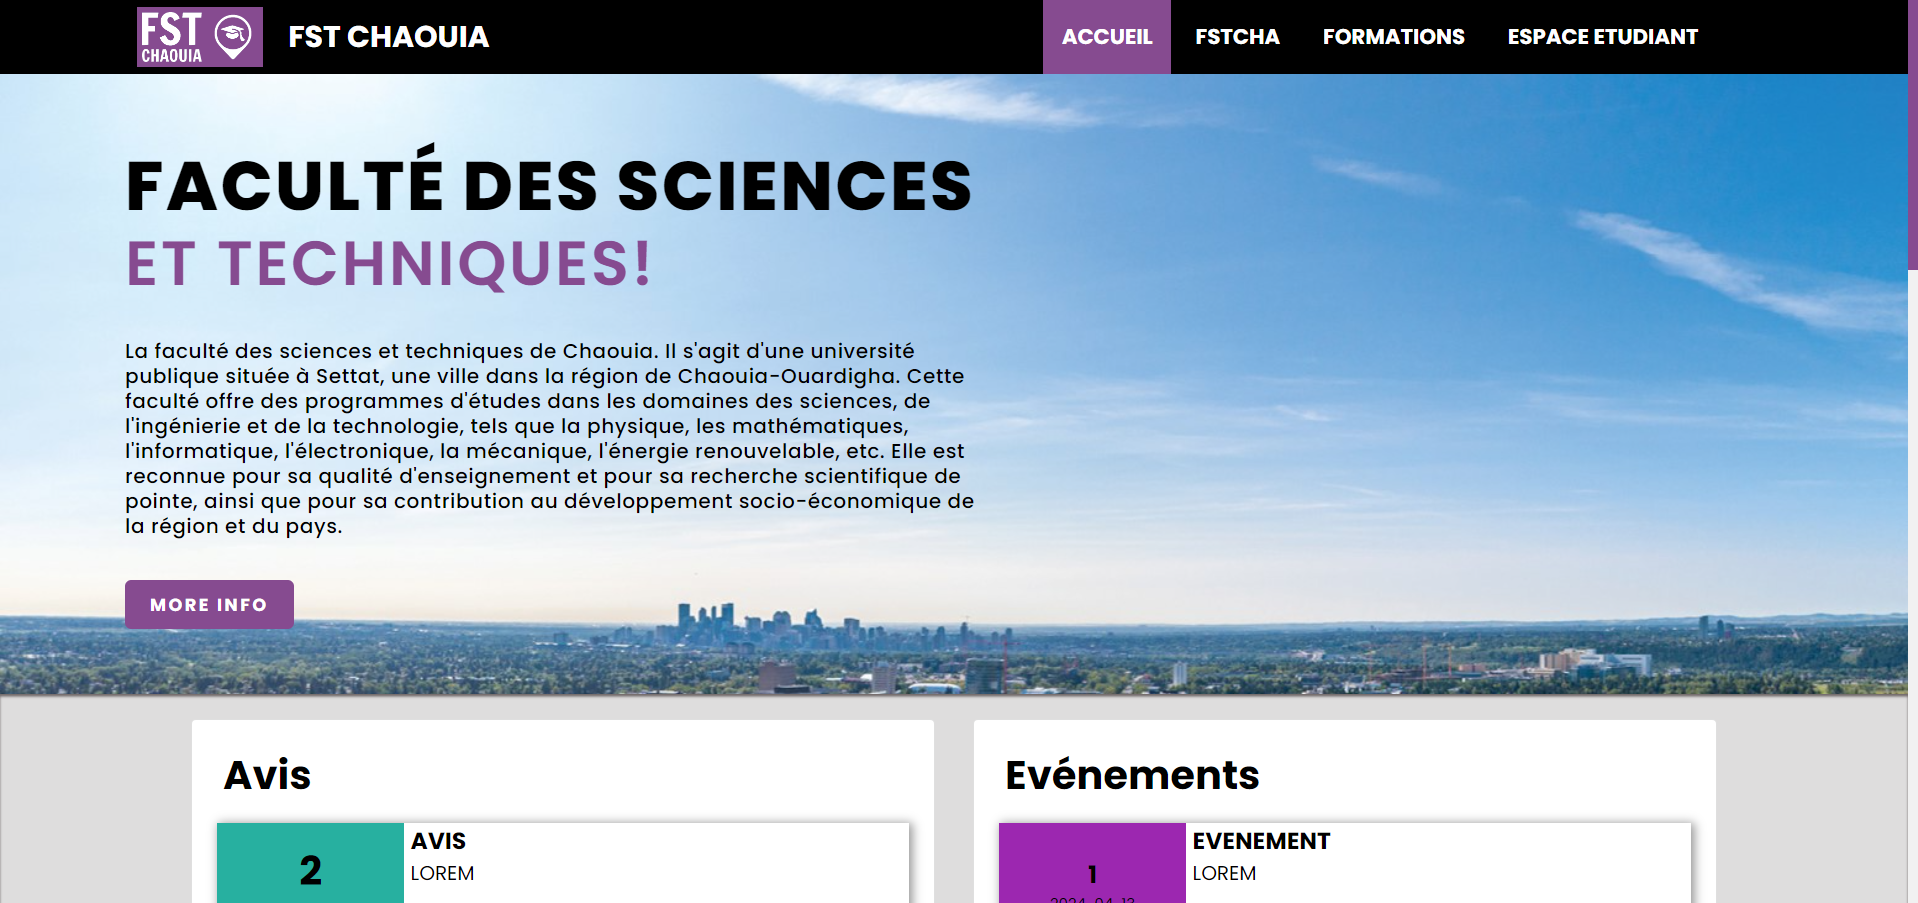 FST
CHAOUIA
FST CHAOUIA
ACCUEIL
FSTCHA
FORMATIONS
ESPACE ETUDIANT
FACULTÉ DES SCIENCES
ET TECHNIQUES!
La faculté des sciences et techniques de Chaouia. Il s'agit d'une université
publique située à Settat, une ville dans la région de Chaouia-Ouardigha. Cette
faculté offre des programmes d'études dans les domaines des sciences, de
l'ingénierie et de la technologie, tels que la physique, les mathématiques,
l'informatique, l'électronique, la mécanique, l'énergie renouvelable, etc. Elle est
reconnue pour sa qualité d'enseignement et pour sa recherche scientifique de
pointe, ainsi que pour sa contribution au développement socio-économique de
la région et du pays.
MORE INFO
Avis
2
AVIS
LOREM
Evénements
1
2024-04-13
EVENEMENT
LOREM